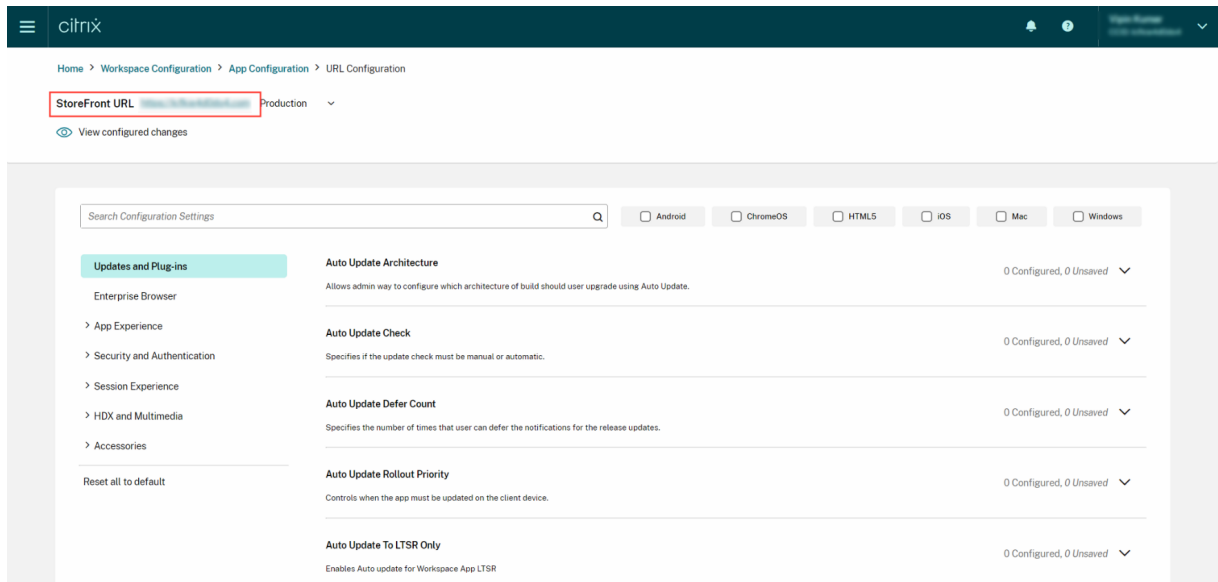 citrix
Home > Workspace Configuration > App Configuration > URL Configuration
StoreFront URL Production
View configured changes
Search Configuration Settings
Android
ChromeOS
HTML5
iOS
Mac
Windows
Updates and Plug-ins
Enterprise Browser
> App Experience
> Security and Authentication
> Session Experience
> HDX and Multimedia
> Accessories
Reset all to default
Auto Update Architecture
0 Configured, 0 Unsaved
Allows admin way to configure which architecture of build should user upgrade using Auto Update.
Auto Update Check
0 Configured, 0 Unsaved
Specifies if the update check must be manual or automatic.
Auto Update Defer Count
0 Configured, 0 Unsaved
Specifies the number of times that user can defer the notifications for the release updates.
Auto Update Rollout Priority
0 Configured, 0 Unsaved
Controls when the app must be updated on the client device.
Auto Update To LTSR Only
0 Configured, 0 Unsaved
Enables Auto update for Workspace App LTSR